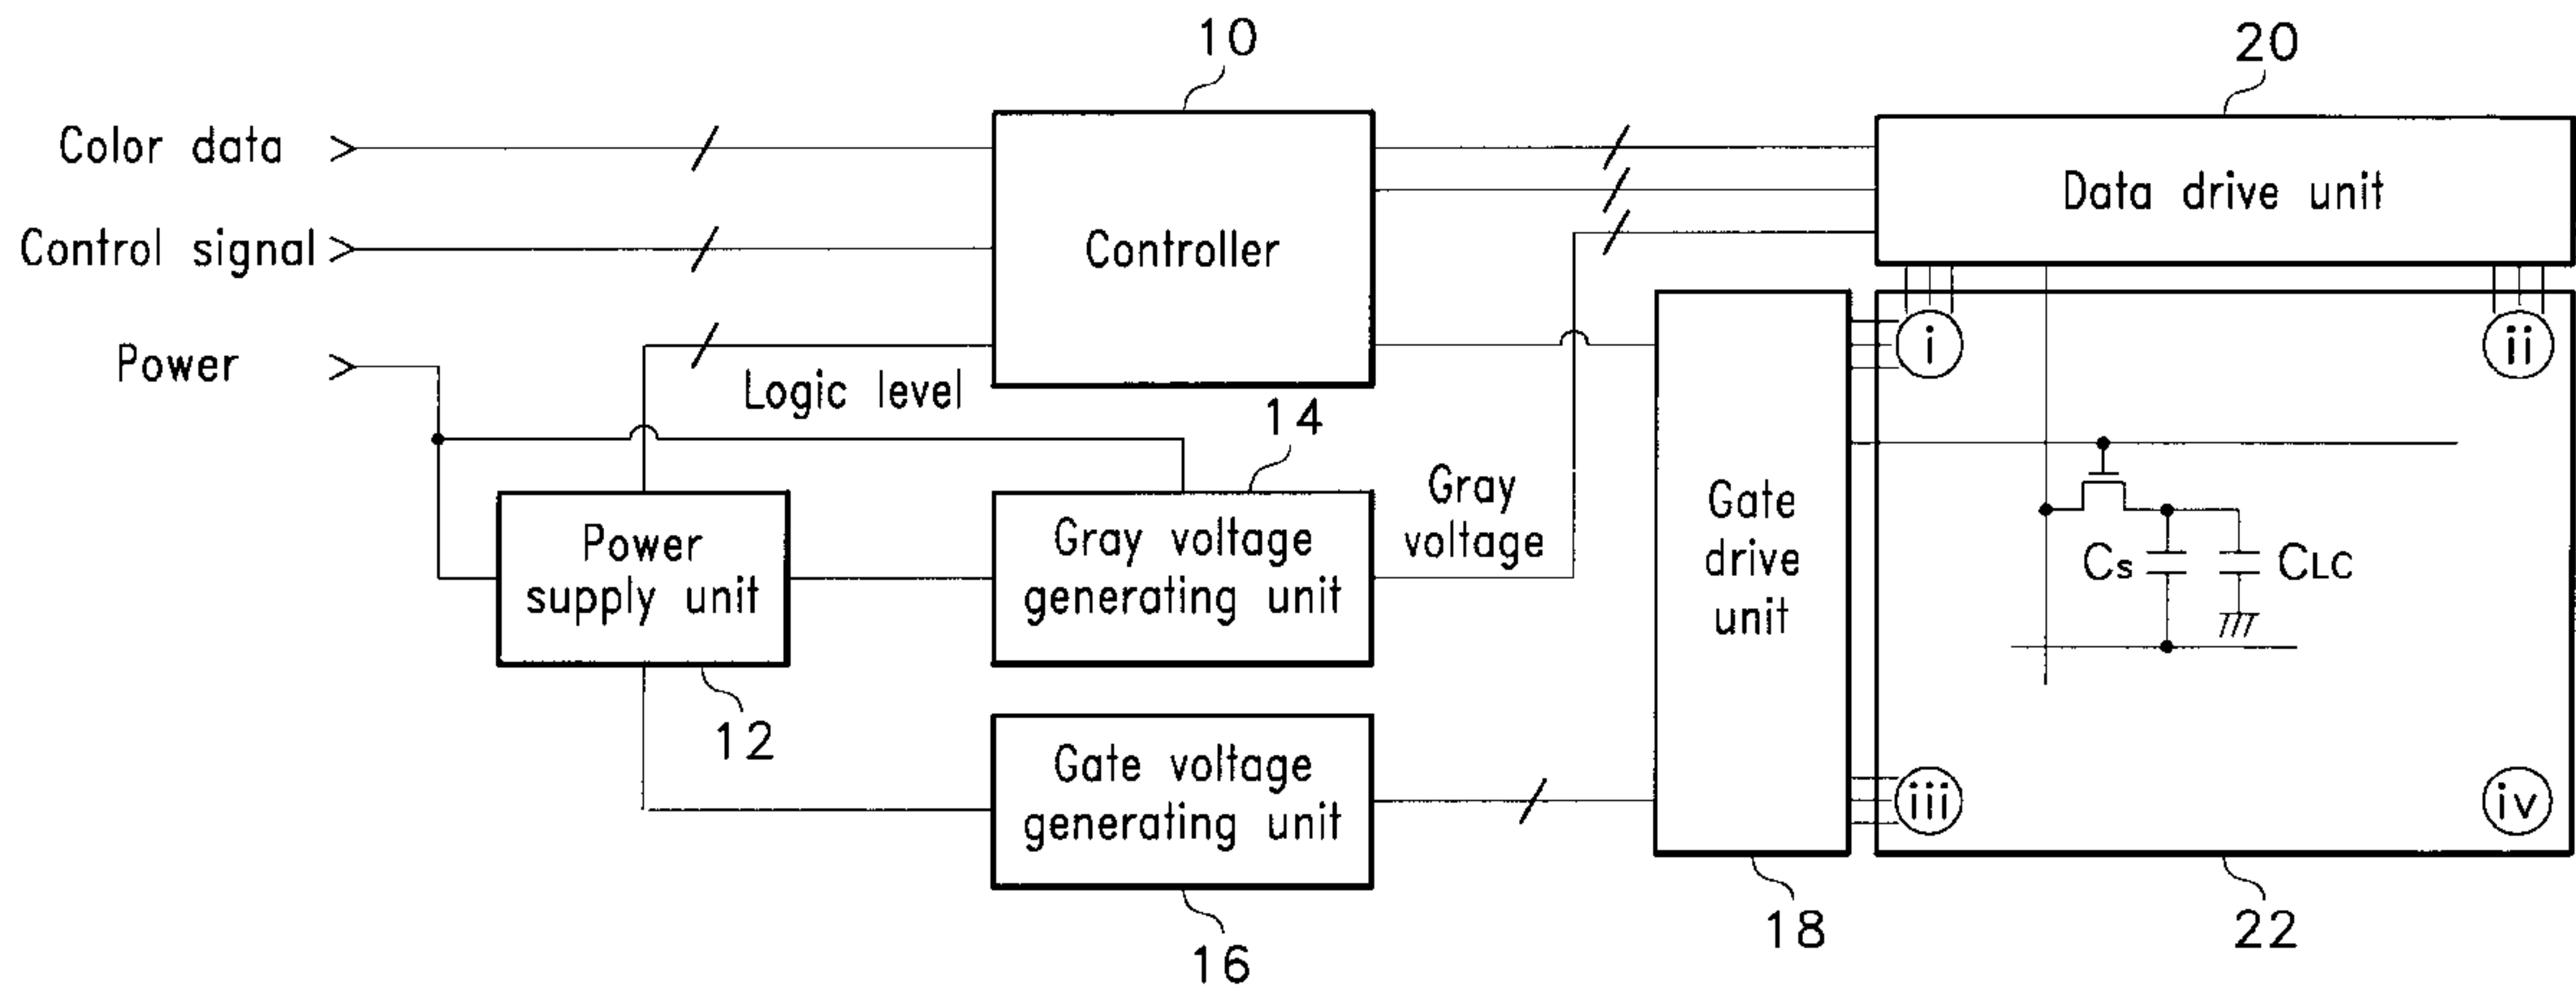 10
20
Color data
Controller
Data drive unit
Control signal
Power
Logic level
i
ii
14
Power
supply unit
Gray voltage
generating unit
Gray
voltage
Gate
drive
unit
Cs
CLC
12
Gate voltage
generating unit
iii
iv
16
18
22